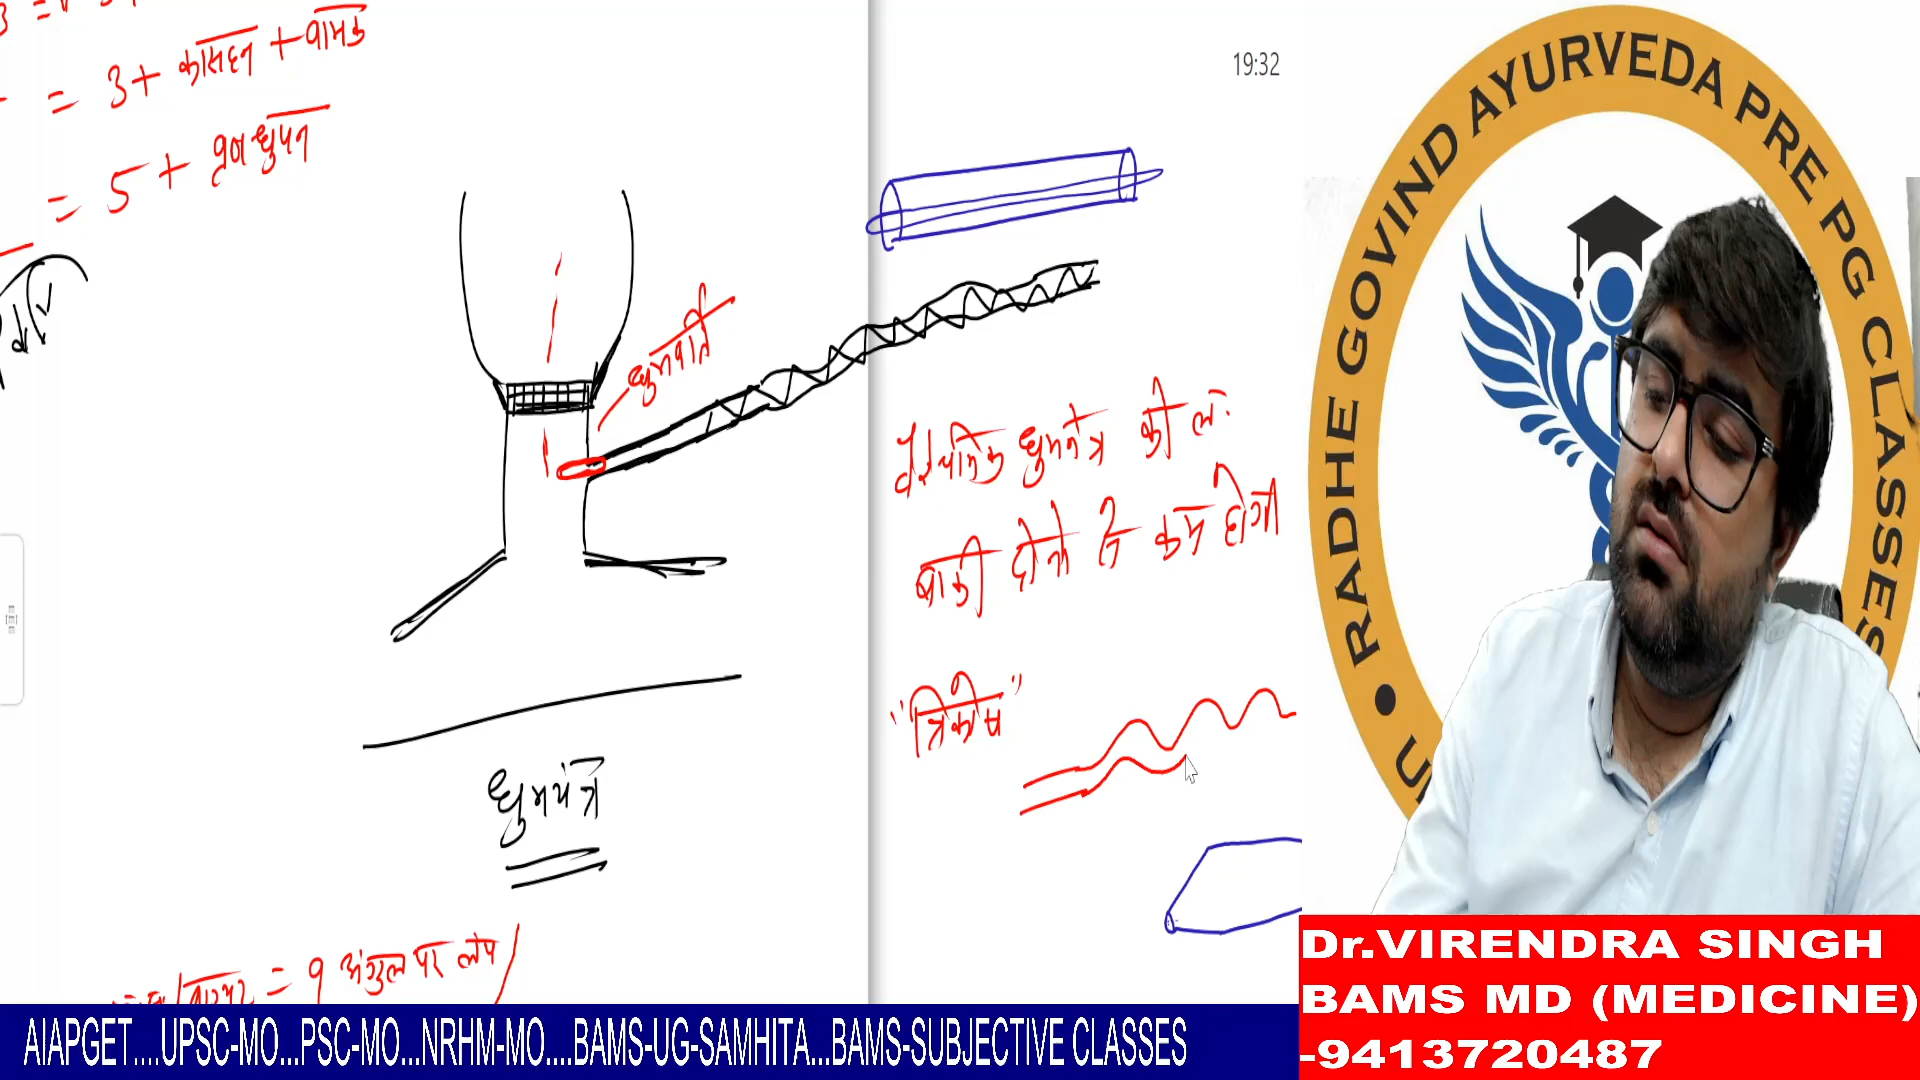 = 3 + कासघ्न + वामक
= 5 + व्रण धुपन
19:32
धुमवर्ति
वैरेचनिक धुमनेत्र की ल.
बाकी दोनो से कम होगी
"त्रिकोष"
धुमयंत्र
= 9 अंगुल पर लेप
RADHE GOVIND AYURVEDA PRE PG CLASSES
Dr.VIRENDRA SINGH
BAMS MD (MEDICINE)
-9413720487
AIAPGET....UPSC-MO...PSC-MO...NRHM-MO....BAMS-UG-SAMHITA...BAMS-SUBJECTIVE CLASSES